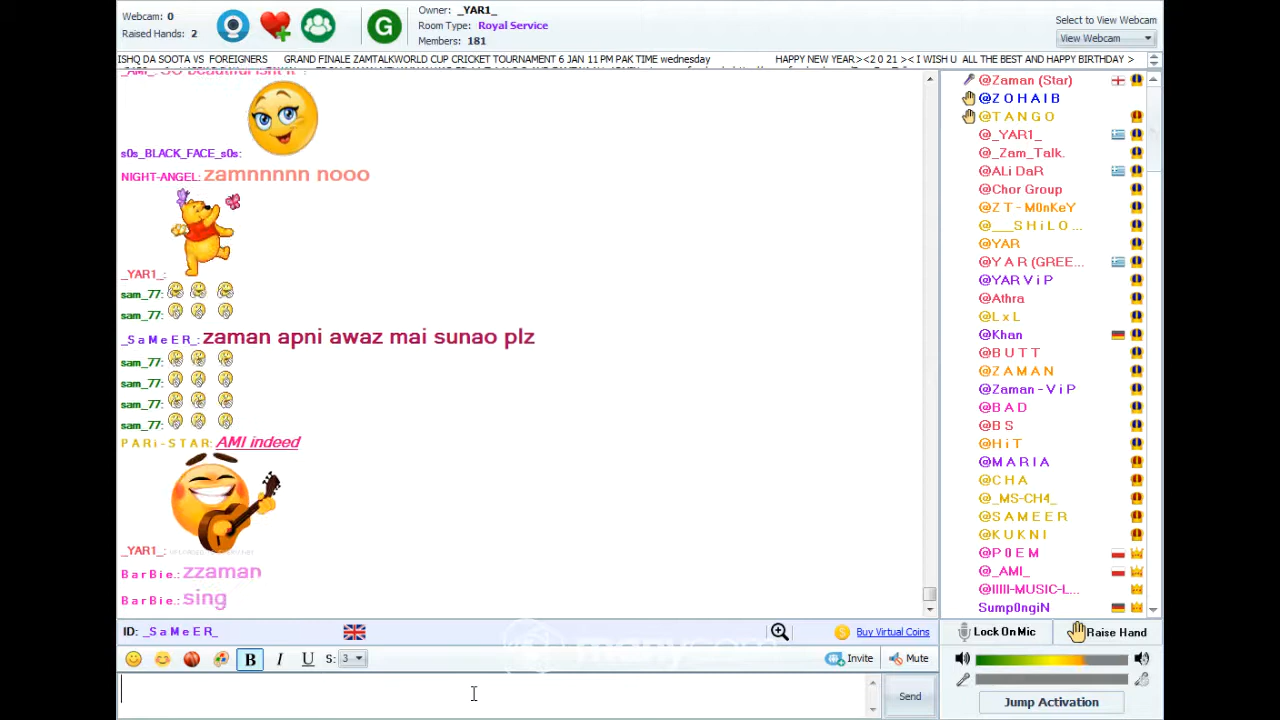 Webcam: 0
Raised Hands: 2
G
Owner: _YAR1_
Room Type: Royal Service
Members: 181
Select to View Webcam
View Webcam
ISHQ DA SOOTA VS FOREIGNERS GRAND FINALE ZAMTALKWORLD CUP CRICKET TOURNAMENT 6 JAN 11 PM PAK TIME wednesday HAPPY NEW YEAR><2 0 21 >< I WISH U ALL THE BEST AND HAPPY BIRTHDAY >
_AMI_: SO beautiful isnt it ?
s0s_BLACK_FACE_s0s:
NIGHT-ANGEL: zamnnnnn nooo
_YAR1_:
sam_77:
sam_77:
_S a M e E R_: zaman apni awaz mai sunao plz
sam_77:
sam_77:
sam_77:
sam_77:
P A R i - S T A R: AMI indeed
_YAR1_:
B a r B i e.: zzaman
B a r B i e.: sing
@Zaman (Star)
@Z O H A I B
@T A N G O
@_YAR1_
@_Zam_Talk.
@ALi DaR
@Chor Group
@Z T - M0nKeY
@___S H i L O ...
@YAR
@Y A R (GREE...
@YAR V i P
@Athra
@L x L
@Khan
@B U T T
@Z A M A N
@Zaman - V i P
@B A D
@B S
@H i T
@M A R I A
@C H A
@_MS-CH4_
@S A M E E R
@K U K N I
@P 0 E M
@_AMI_
@IIIII-MUSIC-L...
Sump0ngiN
ID: _S a M e E R_
Buy Virtual Coins
Lock On Mic
Raise Hand
B I U S: 3
Invite
Mute
Send
Jump Activation